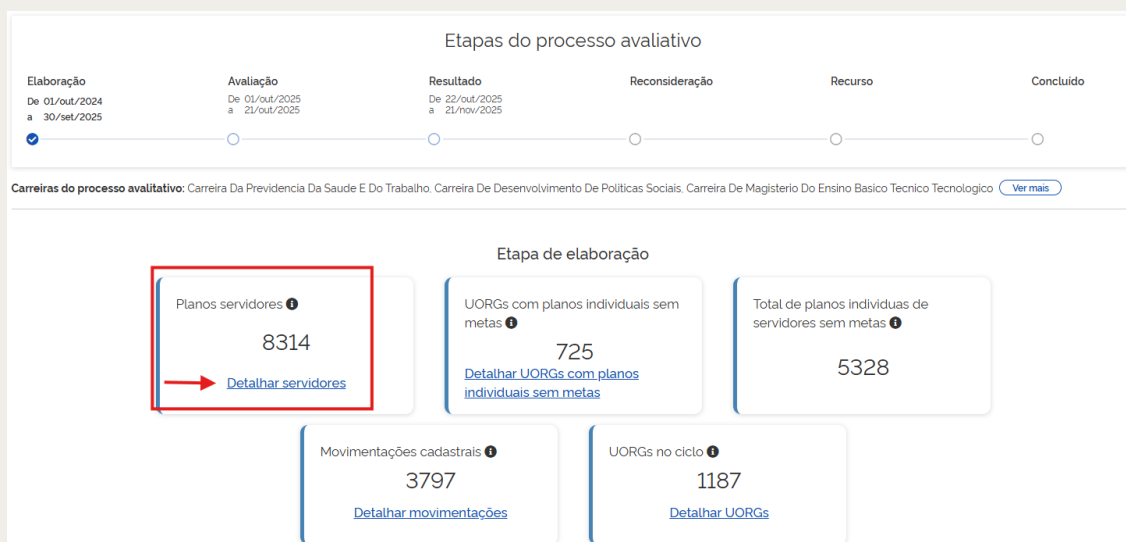 Etapas do processo avaliativo
Elaboração
De 01/out/2024
a 30/set/2025
Avaliação
De 01/out/2025
a 21/out/2025
Resultado
De 22/out/2025
a 21/nov/2025
Reconsideração
Recurso
Concluído
Carreiras do processo avalitativo: Carreira Da Previdencia Da Saude E Do Trabalho, Carreira De Desenvolvimento De Politicas Sociais, Carreira De Magisterio Do Ensino Basico Tecnico Tecnologico Ver mais
Etapa de elaboração
Planos servidores
8314
Detalhar servidores
UORGs com planos individuais sem
metas
725
Detalhar UORGs com planos
individuais sem metas
Total de planos individuas de
servidores sem metas
5328
Movimentações cadastrais
3797
Detalhar movimentações
UORGs no ciclo
1187
Detalhar UORGs